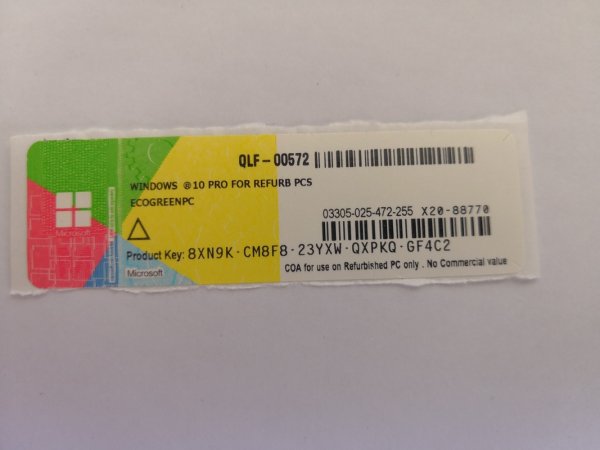 QLF-00572
WINDOWS ®10 PRO FOR REFURB PCS
ECOGREENPC
03305-025-472-255 X20-88770
Microsoft
Product Key: 8XN9K-CM8F8-23YXW-QXPKQ-GF4C2
Microsoft
COA for use on Refurbished PC only . No Commercial value